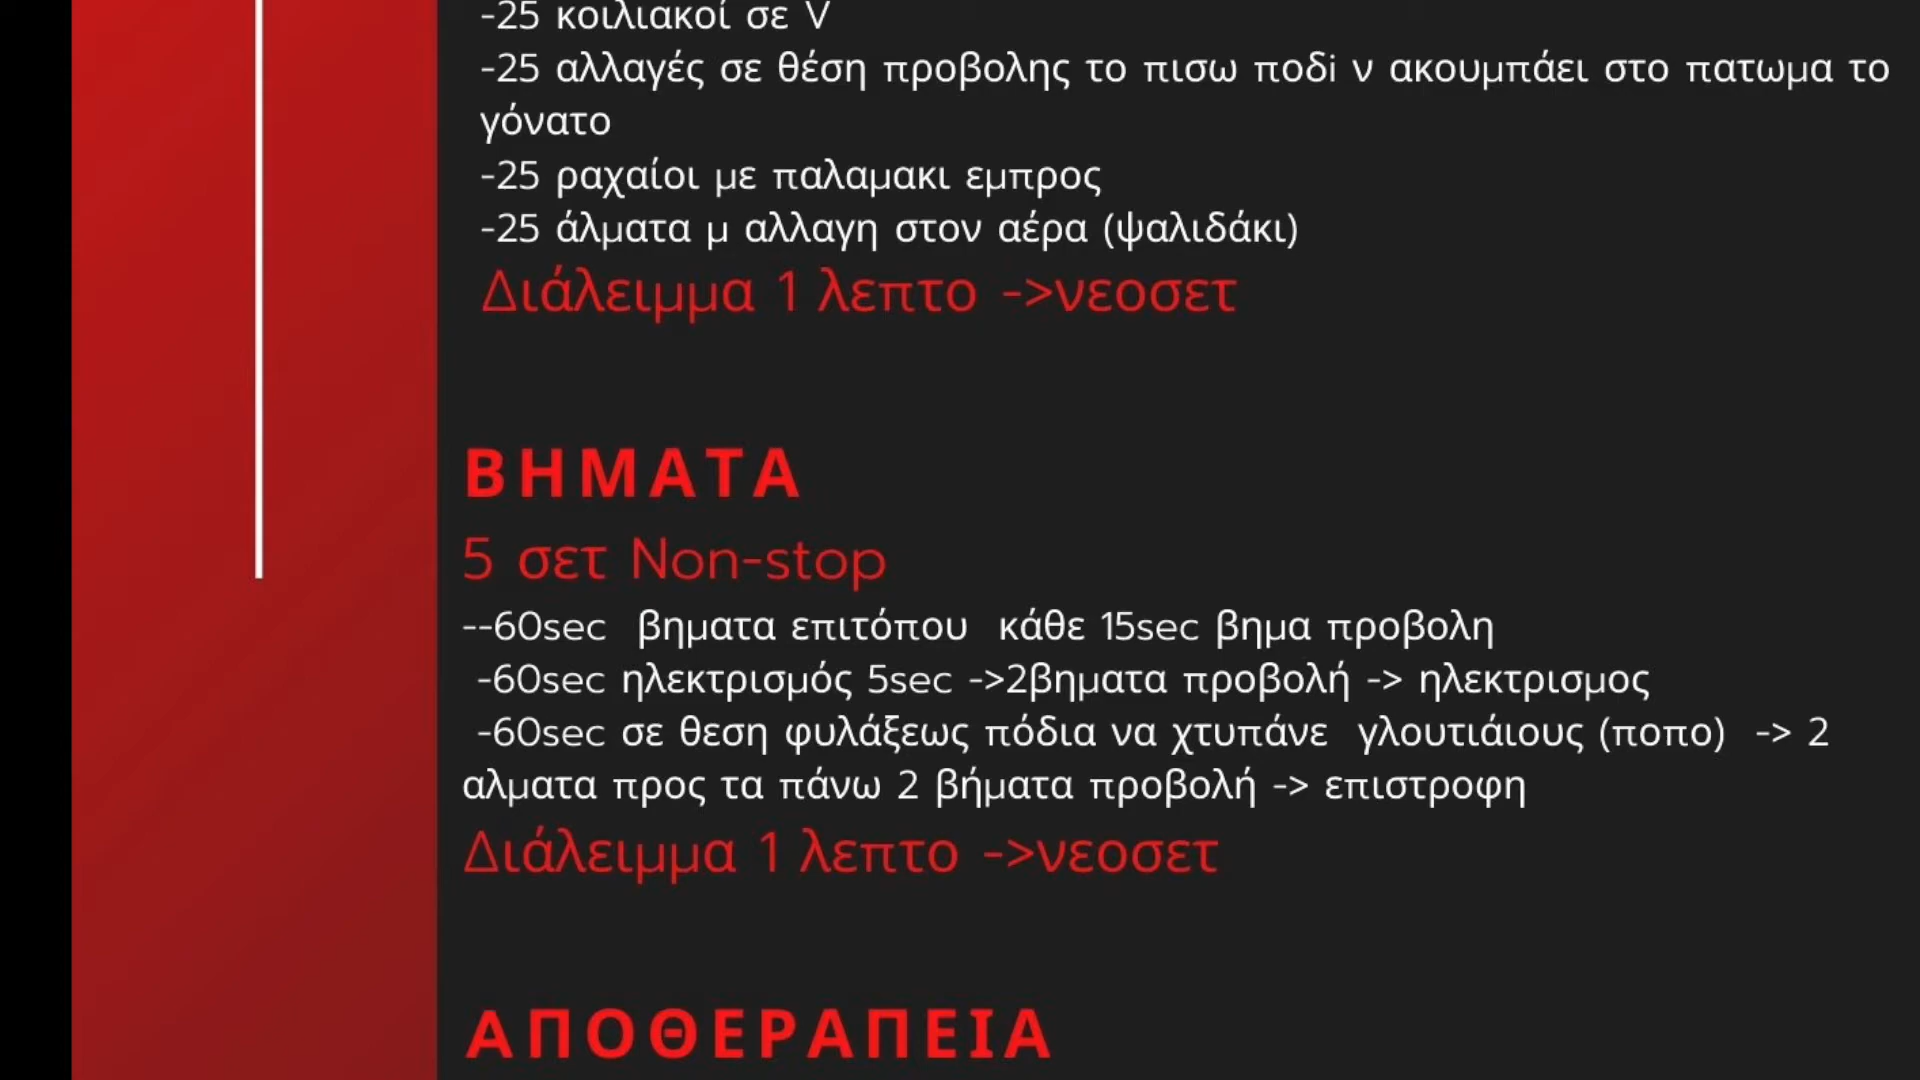 -25 κοιλιακοί σε V
-25 αλλαγές σε θέση προβολης το πισω ποδi ν ακουμπάει στο πατωμα το
γόνατο
-25 ραχαίοι με παλαμακι εμπρος
-25 άλματα μ αλλαγη στον αέρα (ψαλιδάκι)
Διάλειμμα 1 λεπτο ->νεοσετ
ΒΗΜΑΤΑ
5 σετ Non-stop
--60sec βηματα επιτόπου κάθε 15sec βημα προβολη
-60sec ηλεκτρισμός 5sec ->2βηματα προβολή -> ηλεκτρισμος
-60sec σε θεση φυλάξεως πόδια να χτυπάνε γλουτιάιους (ποπο) -> 2
αλματα προς τα πάνω 2 βήματα προβολή -> επιστροφη
Διάλειμμα 1 λεπτο ->νεοσετ
ΑΠΟΘΕΡΑΠΕΙΑ